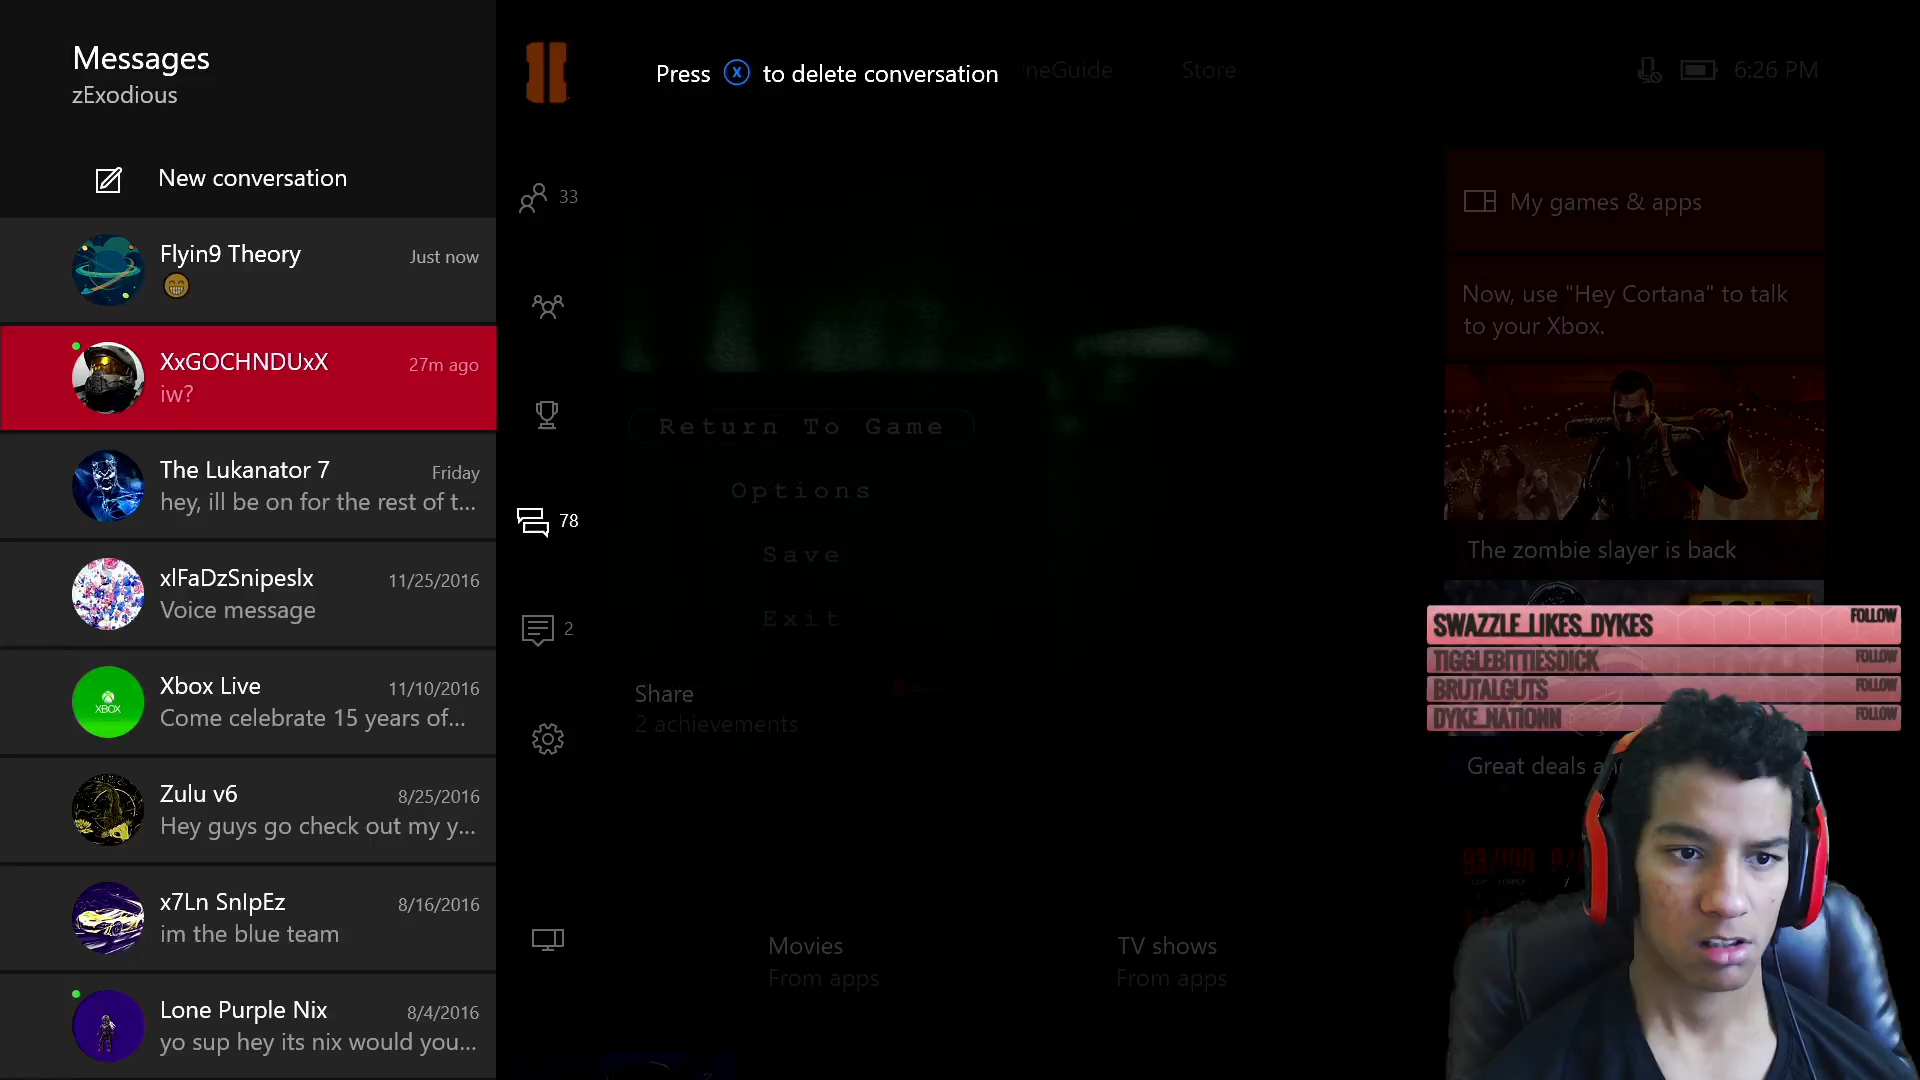 Messages
zExodious
New conversation
Flyin9 Theory
Just now
XxGOCHNDUxX
27m ago
iw?
The Lukanator 7
Friday
hey, ill be on for the rest of t...
xlFaDzSnipeslx
11/25/2016
Voice message
Xbox Live
11/10/2016
XBOX
Come celebrate 15 years of...
Zulu v6
8/25/2016
Hey guys go check out my y...
x7Ln SnIpEz
8/16/2016
im the blue team
Lone Purple Nix
8/4/2016
yo sup hey its nix would you...
33
78
2
Press X to delete conversation
neGuide
Store
6:26 PM
Return To Game
Options
Save
Exit
Share
2 achievements
Movies
From apps
TV shows
From apps
My games & apps
Now, use "Hey Cortana" to talk
to your Xbox.
The zombie slayer is back
SWAZZLE_LIKES_DYKES FOLLOW
TIGGLEBITTIESDICK FOLLOW
BRUTALGUTS FOLLOW
DYKE_NATIONN FOLLOW
Great deals
93/100